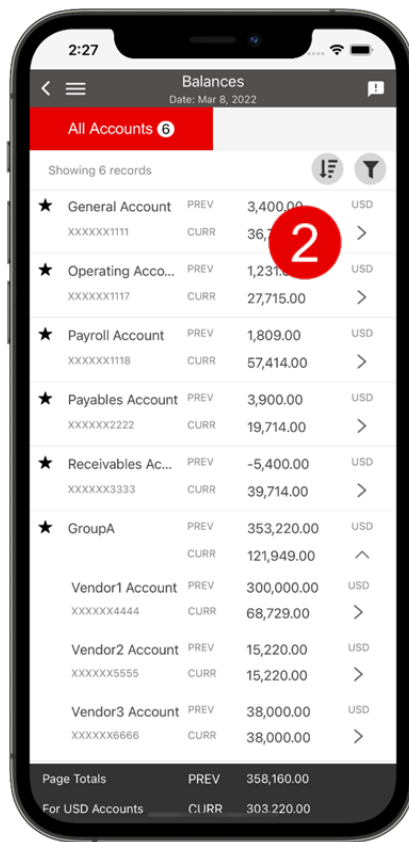 2:27
Balances
Date: Mar 8, 2022
All Accounts 6
Showing 6 records
General Account PREV 3,400.00 USD
XXXXXX1111 CURR 36,
2
Operating Acco... PREV 1,231. USD
XXXXXX1117 CURR 27,715.00
Payroll Account PREV 1,809.00 USD
XXXXXX1118 CURR 57,414.00
Payables Account PREV 3,900.00 USD
XXXXXX2222 CURR 19,714.00
Receivables Ac... PREV -5,400.00 USD
XXXXXX3333 CURR 39,714.00
GroupA PREV 353,220.00 USD
CURR 121,949.00
Vendor1 Account PREV 300,000.00 USD
XXXXXX4444 CURR 68,729.00
Vendor2 Account PREV 15,220.00 USD
XXXXXX5555 CURR 15,220.00
Vendor3 Account PREV 38,000.00 USD
XXXXXX6666 CURR 38,000.00
Page Totals PREV 358,160.00
For USD Accounts CURR 303.220.00